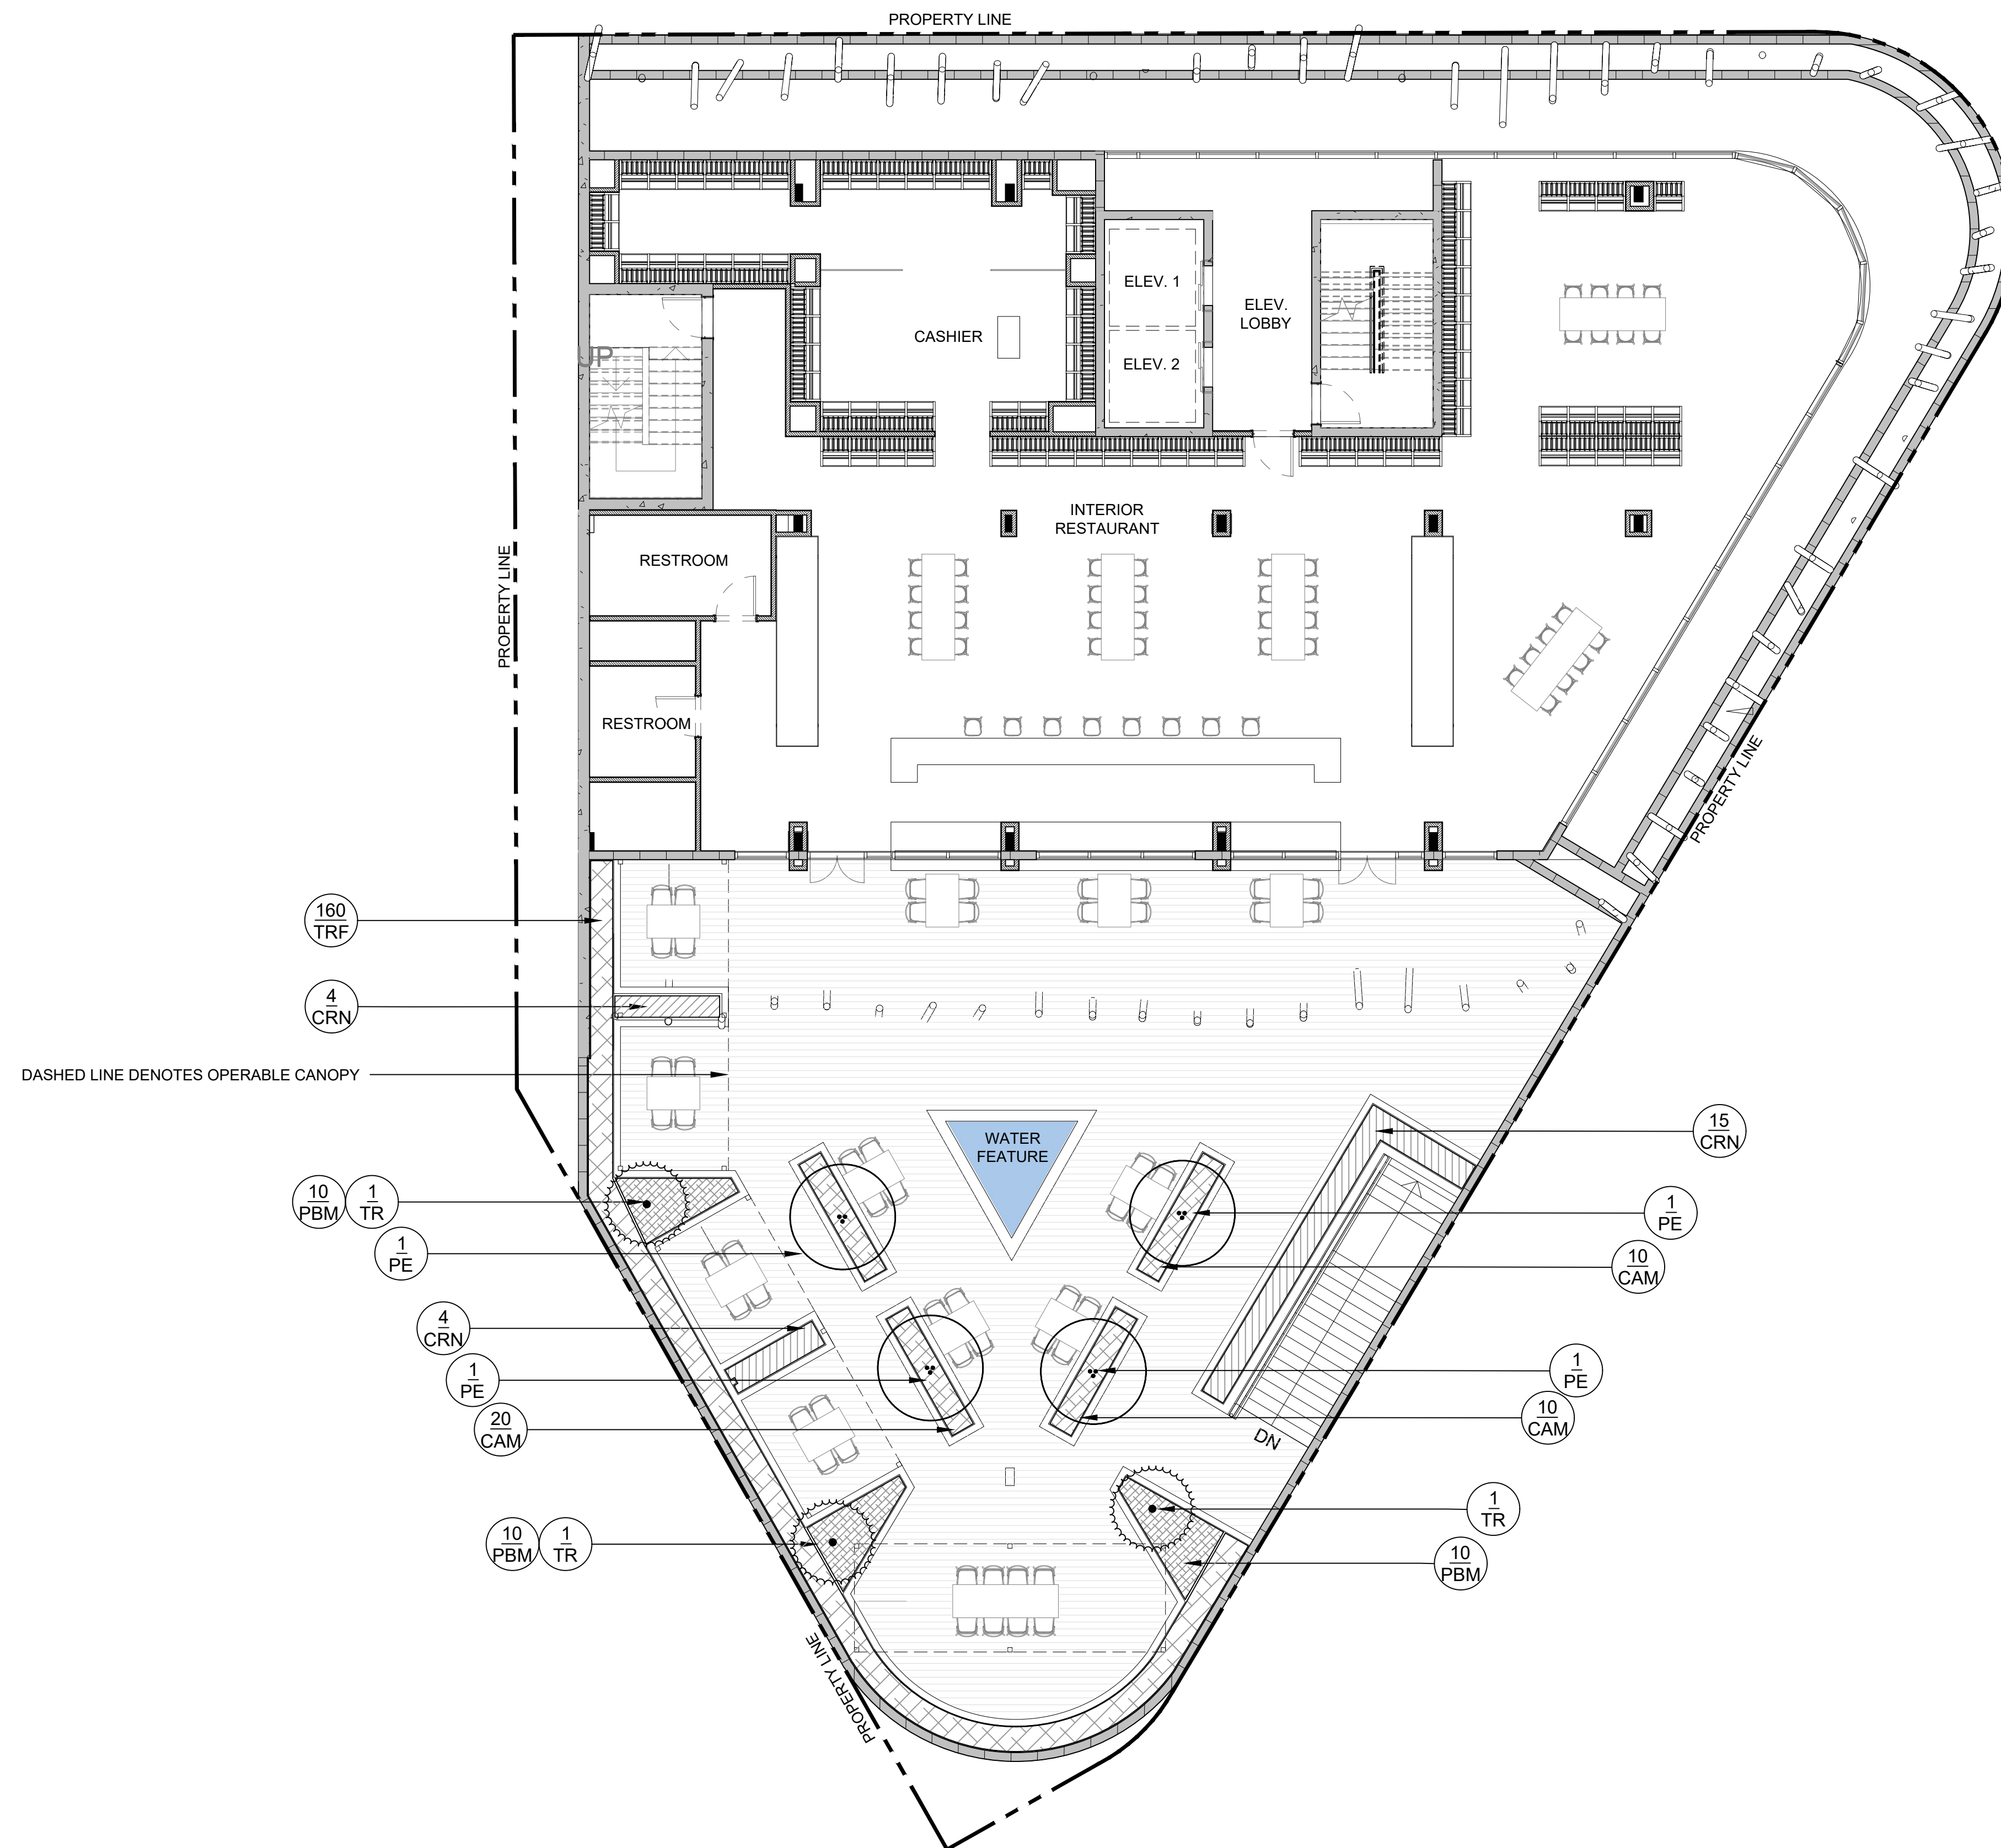 PROPERTY LINE
ELEV. 1
ELEV.
LOBBY
CASHIER
UP
ELEV. 2
INTERIOR
RESTAURANT
RESTROOM
PROPERTY LINE
RESTROOM
PROPERTY LINE
160
TRF
4
CRN
DASHED LINE DENOTES OPERABLE CANOPY
WATER
FEATURE
15
CRN
10
PBM
1
TR
1
PE
1
PE
10
CAM
4
CRN
1
PE
1
PE
20
CAM
10
CAM
DN
1
TR
10
PBM
1
TR
10
PBM
PROPERTY LINE